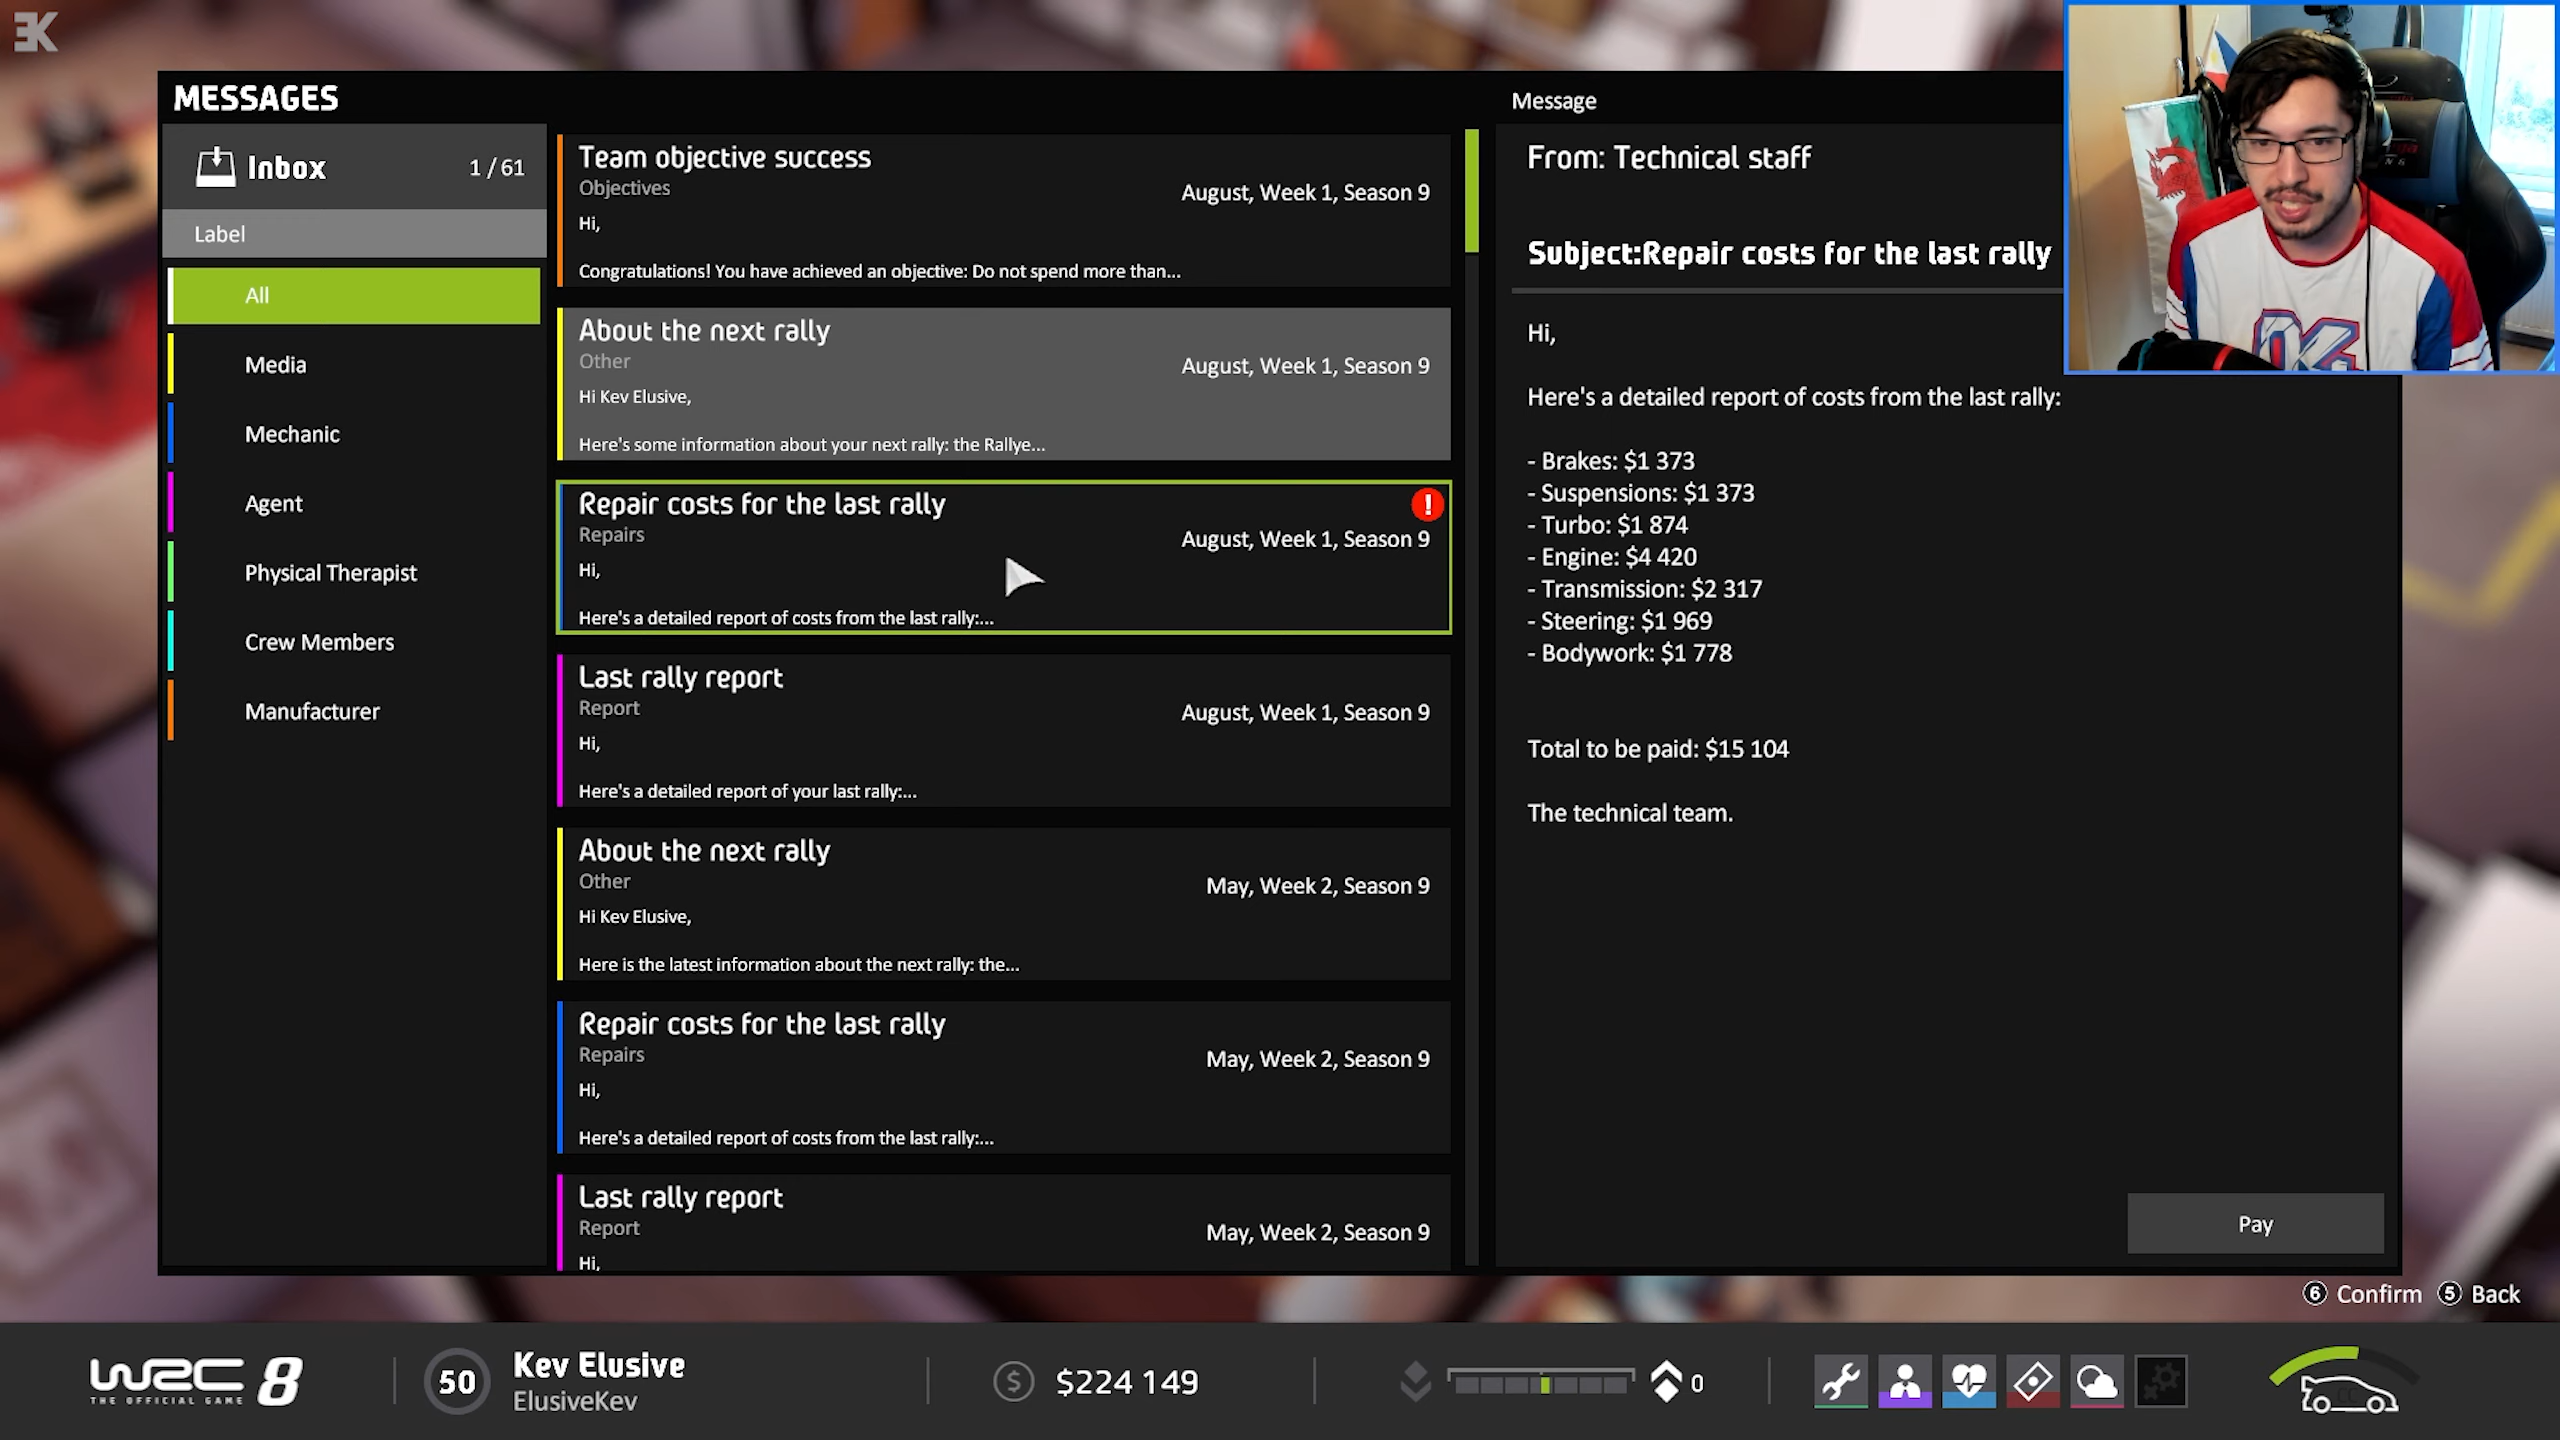 MESSAGES
Inbox 1 / 61
Label
All
Media
Mechanic
Agent
Physical Therapist
Crew Members
Manufacturer
Team objective success
Objectives
August, Week 1, Season 9
Hi,
Congratulations! You have achieved an objective: Do not spend more than...
About the next rally
Other
August, Week 1, Season 9
Hi Kev Elusive,
Here's some information about your next rally: the Rallye...
Repair costs for the last rally
!
Repairs
August, Week 1, Season 9
Hi,
Here's a detailed report of costs from the last rally:...
Last rally report
Report
August, Week 1, Season 9
Hi,
Here's a detailed report of your last rally:...
About the next rally
Other
May, Week 2, Season 9
Hi Kev Elusive,
Here is the latest information about the next rally: the...
Repair costs for the last rally
Repairs
May, Week 2, Season 9
Hi,
Here's a detailed report of costs from the last rally:...
Last rally report
Report
May, Week 2, Season 9
Hi,
Message
From: Technical staff
Subject:Repair costs for the last rally
Hi,
Here's a detailed report of costs from the last rally:
- Brakes: $1 373
- Suspensions: $1 373
- Turbo: $1 874
- Engine: $4 420
- Transmission: $2 317
- Steering: $1 969
- Bodywork: $1 778
Total to be paid: $15 104
The technical team.
Pay
6 Confirm 5 Back
WRC 8
THE OFFICIAL GAME
50
Kev Elusive
ElusiveKev
$224 149
0